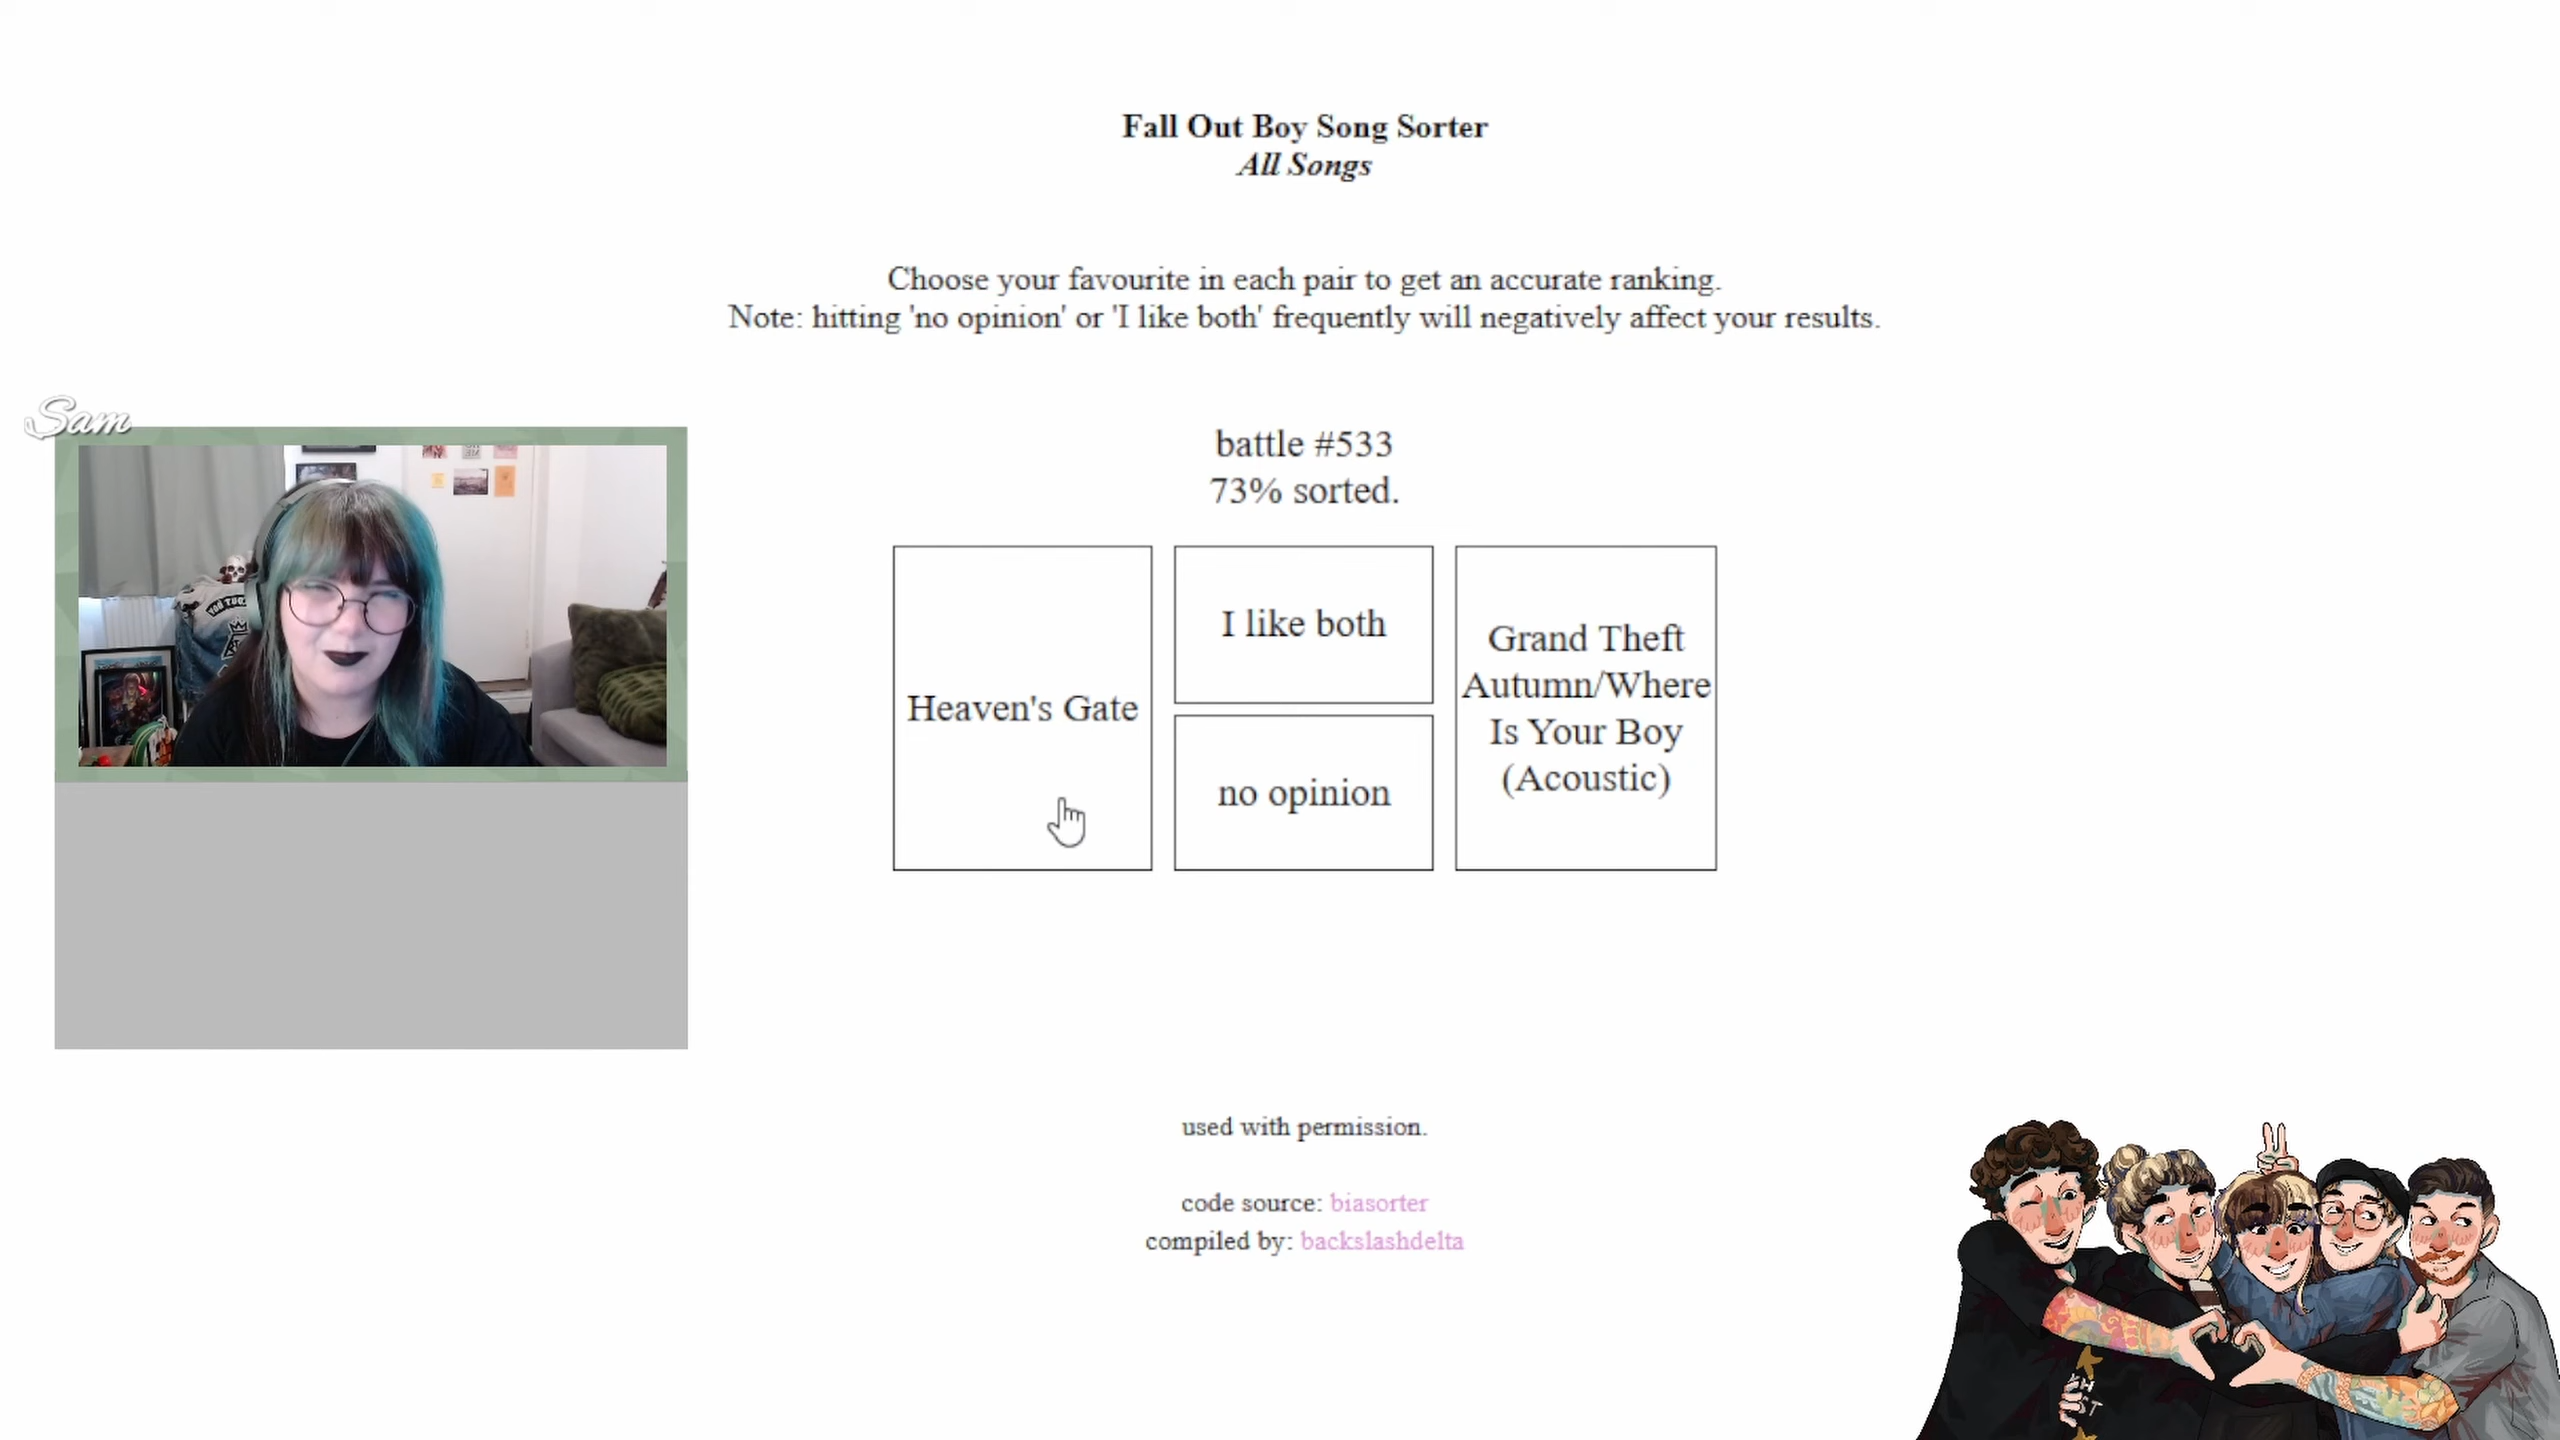 Fall Out Boy Song Sorter
All Songs
Choose your favourite in each pair to get an accurate ranking.
Note: hitting 'no opinion' or 'I like both' frequently will negatively affect your results.
Sam
battle #533
73% sorted.
Heaven's Gate
I like both
no opinion
Grand Theft
Autumn/Where
Is Your Boy
(Acoustic)
used with permission.
code source: biasorter
compiled by: backslashdelta